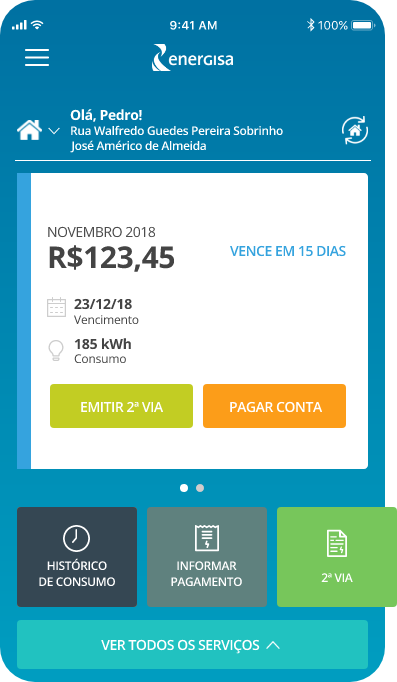 9:41 AM
100%
energisa
Olá, Pedro!
Rua Walfredo Guedes Pereira Sobrinho
José Américo de Almeida
NOVEMBRO 2018
R$123,45
VENCE EM 15 DIAS
23/12/18
Vencimento
185 kWh
Consumo
EMITIR 2ª VIA
PAGAR CONTA
HISTÓRICO
DE CONSUMO
INFORMAR
PAGAMENTO
2ª VIA
VER TODOS OS SERVIÇOS